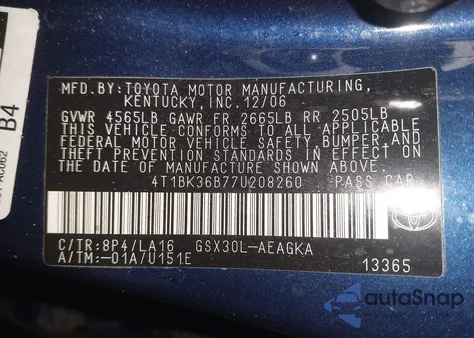 MFD.BY:TOYOTA MOTOR MANUFACTURING,
KENTUCKY,INC.12/06
GVWR 4565LB GAWR FR 2665LB RR 2505LB
THIS VEHICLE CONFORMS TO ALL APPLICABLE
FEDERAL MOTOR VEHICLE SAFETY,BUMPER,AND
THEFT PREVENTION STANDARDS IN EFFECT ON
THE DATE OF MANUFACTURE SHOWN ABOVE.
4T1BK36B77U208260 PASS.CAR
C/TR:8P4/LA16 GSX30L-AEAGKA
A/TM:-01A/U151E
13365
B4
autoSnap